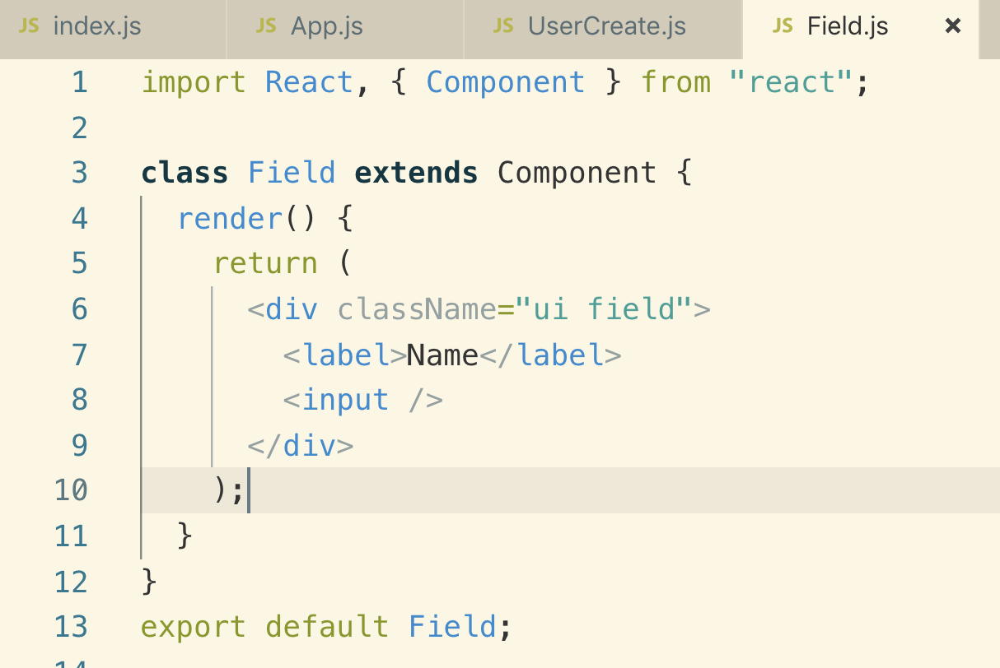 JS index.js JS App.js JS UserCreate.js JS Field.js ×
1 import React, { Component } from "react";
2
3 class Field extends Component {
4   render() {
5     return (
6       <div className="ui field">
7         <label>Name</label>
8         <input />
9       </div>
10     );
11   }
12 }
13 export default Field;
14